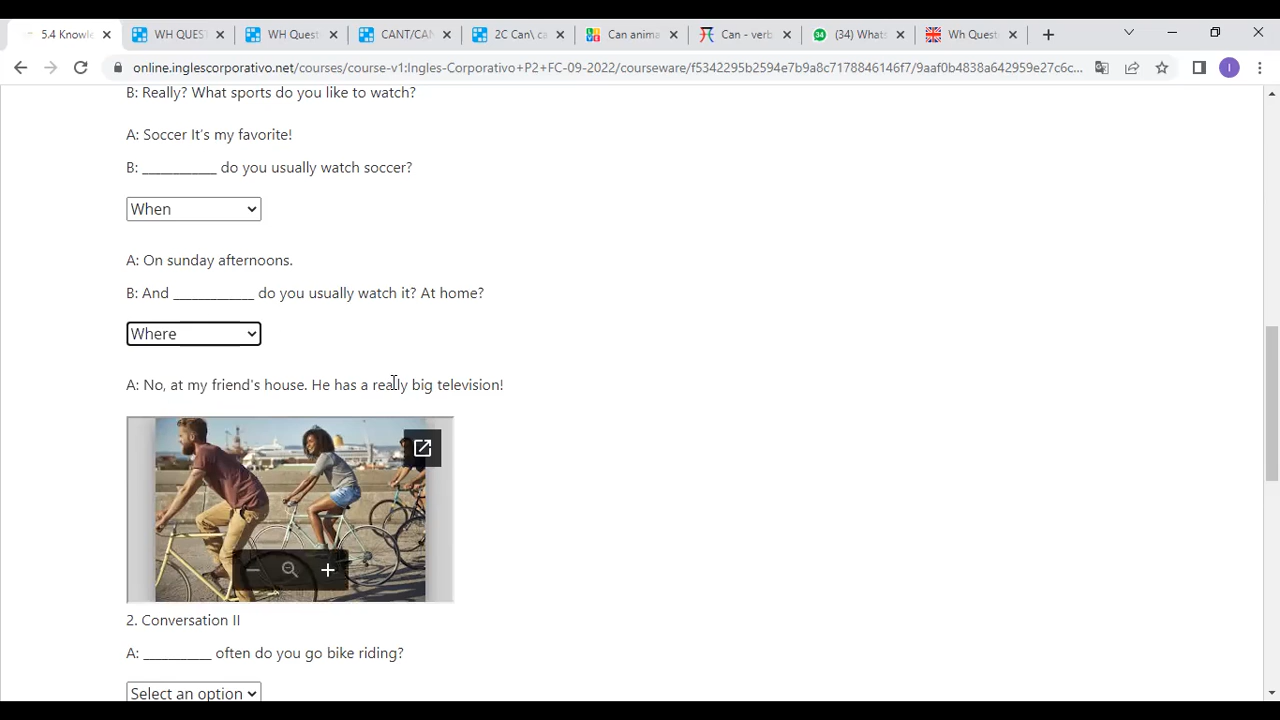 5.4 Knowle
WH QUEST
WH Quest
CANT/CAN
2C Can\ ca
Can anima
Can - verb
(34) Whats
Wh Questi
online.inglescorporativo.net/courses/course-v1:Ingles-Corporativo+P2+FC-09-2022/courseware/f5342295b2594e7b9a8c7178846146f7/9aaf0b4838a642959e27c6c...
B: Really? What sports do you like to watch?
A: Soccer It's my favorite!
B: ____________ do you usually watch soccer?
When
A: On sunday afternoons.
B: And _____________ do you usually watch it? At home?
Where
A: No, at my friend's house. He has a really big television!
2. Conversation II
A: ___________ often do you go bike riding?
Select an option